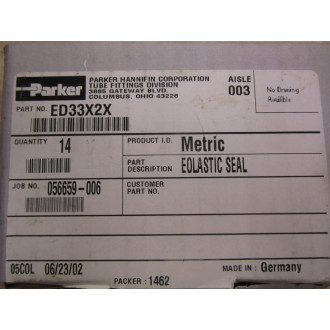 Parker
PARKER HANNIFIN CORPORATION
TUBE FITTINGS DIVISION
3885 GATEWAY BLVD.
COLUMBUS, OHIO 43228
AISLE
003
No Drawing
Available
PART NO. ED33X2X
QUANTITY 14
PRODUCT I.D. Metric
PART DESCRIPTION EOLASTIC SEAL
JOB NO. 056659-006
CUSTOMER
PART NO.
05COL 06/23/02
PACKER: 1462
MADE IN: Germany